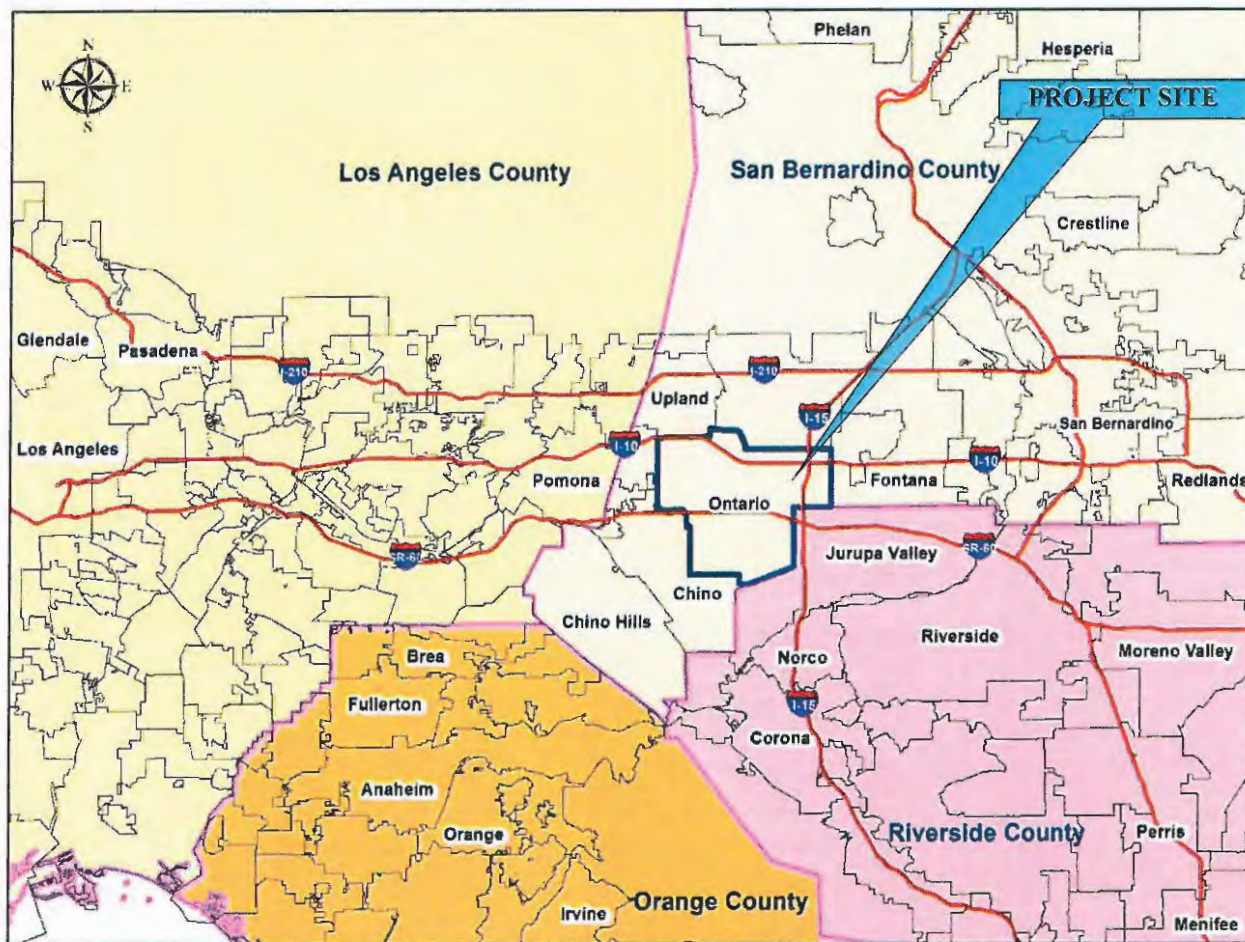 Phelan
Hesperia
N
W E
S
PROJECT SITE
Los Angeles County
San Bernardino County
Crestline
Glendale
Pasadena
I-210
I-210
Upland
I-15
San Bernardino
Los Angeles
I-10
Pomona
I-10
Fontana
Redlands
Ontario
SR-60
Jurupa Valley
SR-60
Chino
Chino Hills
Riverside
Moreno Valley
Brea
Norco
Fullerton
I-15
Corona
Anaheim
Orange
Riverside County
Perris
Irvine
Orange County
Menifee